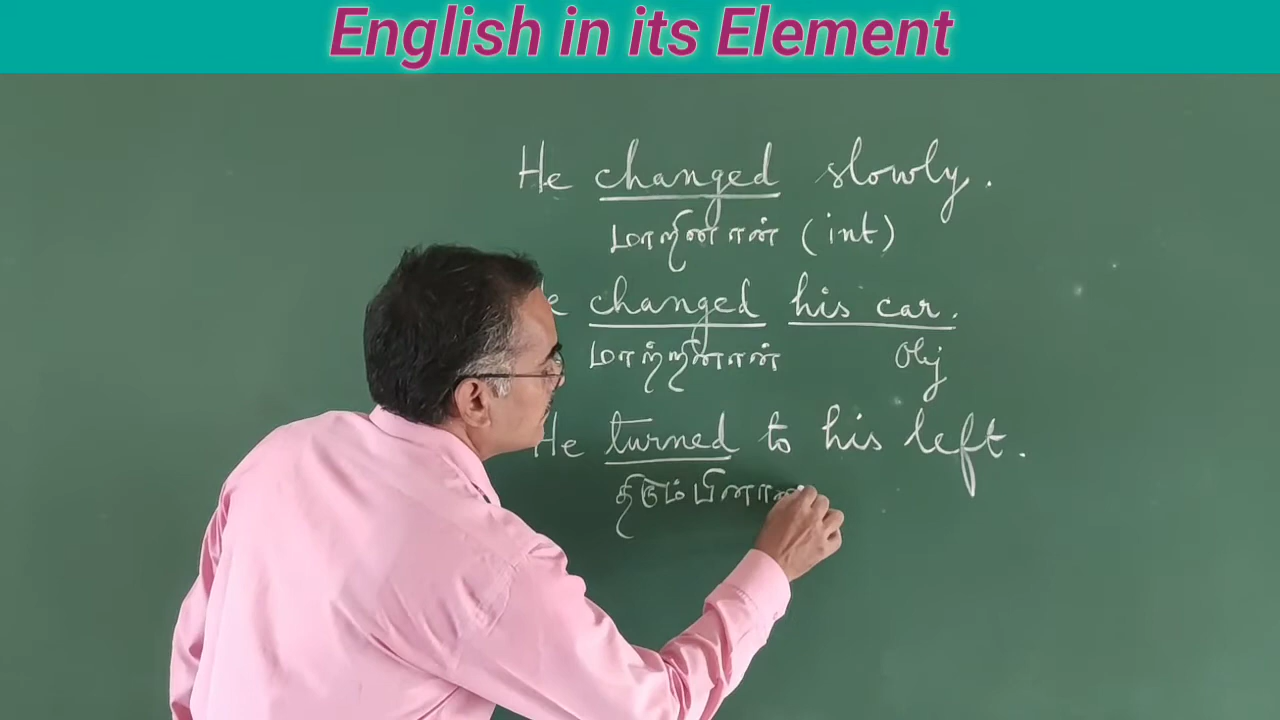 English in its Element
He changed slowly.
மாறினான் (int)
changed his car.
மாற்றினான் Obj
He turned to his left.
திரும்பினான்